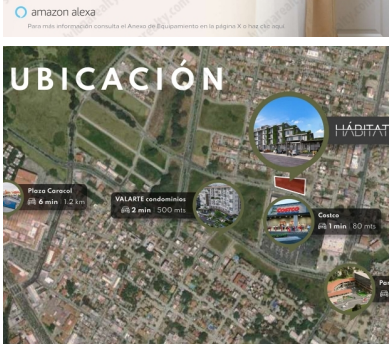 amazon alexa
Para más información consulta el Anexo de Equipamiento en la página X o haz clic aquí.
UBICACIÓN
HÁBITAT
Plaza Caracol
6 min | 1.2 km
VALARTE condominios
2 min | 500 mts
Costco
1 min | 80 mts